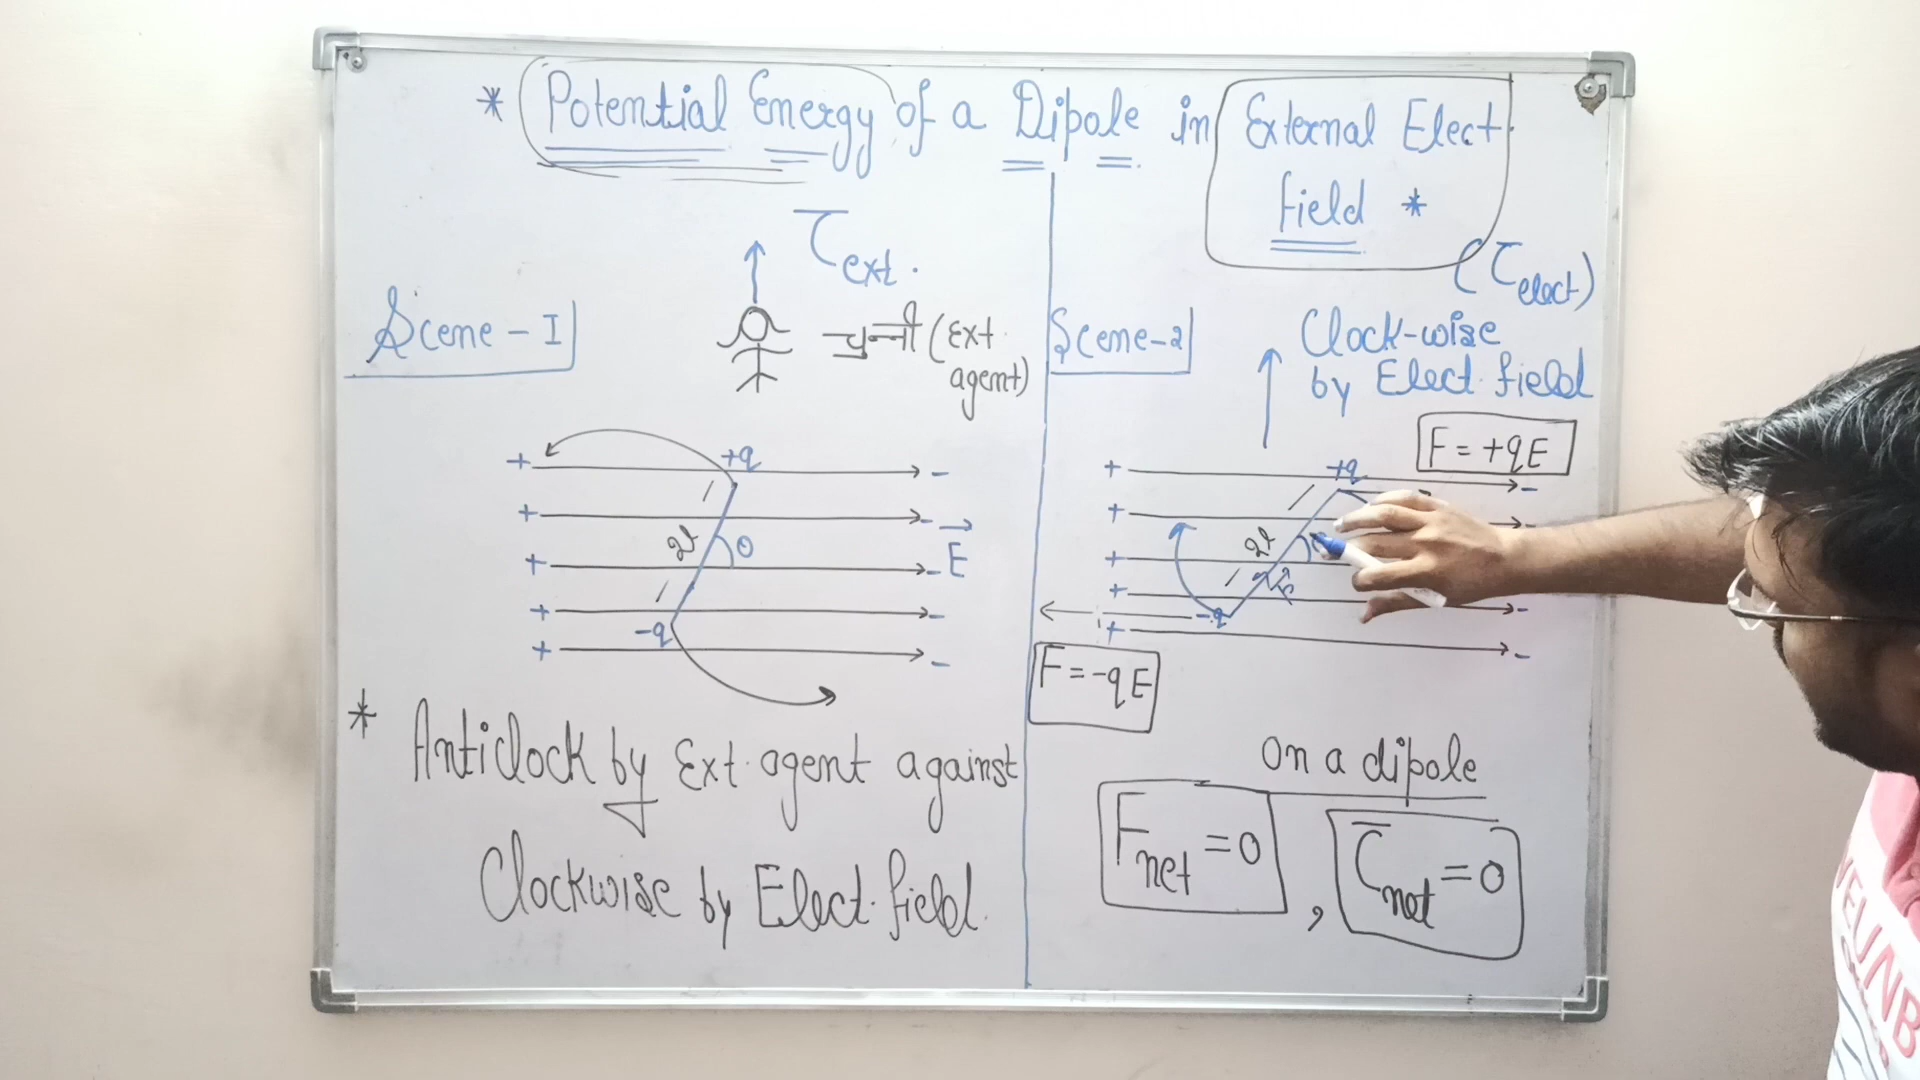 * Potential Energy of a Dipole in External Elect.
field *
τext.
(τelect)
Scene - I
चुन्नी (Ext.
agent)
Scene-2
Clock-wise
by Elect. field
F = +qE
+ +q -
+ -
2l θ E
+ -
+ -
-q
+ -
+ +q -
+
2l
+
+ -
-q
+ -
F = -qE
* Anticlock by Ext. agent against
Clockwise by Elect. field.
on a dipole
Fnet = 0 , τnet = 0